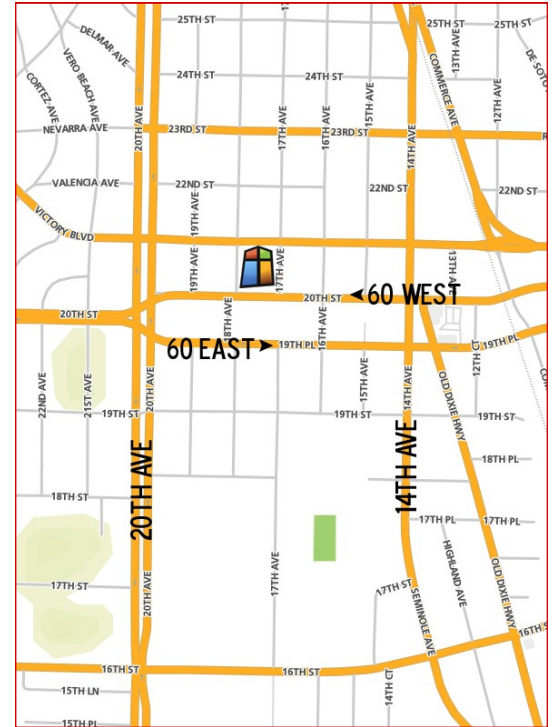 25TH ST
17
25TH ST
25TH ST
DELMAR AVE
13TH AVE
DE SOTO
VERO BEACH AVE
COMMERCE AVE
CORTEZ AVE
24TH ST
24TH ST
15TH AVE
12TH AVE
NEVARRA AVE
20TH AVE
23RD ST
17TH AVE
16TH AVE
23RD ST
14TH AVE
R
VALENCIA AVE
22ND ST
22ND ST
22ND ST
19TH AVE
VICTORY BLVD
19TH AVE
17TH AVE
13TH AVE
20TH ST
60 WEST
20TH ST
18TH AVE
16TH AVE
60 EAST
19TH PL
19TH PL
22ND AVE
21ST AVE
20TH AVE
15TH AVE
14TH AVE
12TH CT
19TH ST
19TH ST
19TH ST
OLD DIXIE HWY
20TH AVE
14TH AVE
18TH PL
18TH ST
17TH PL
17TH PL
17TH ST
20TH AVE
17TH AVE
17TH ST
HIGHLAND AVE
OLD DIXIE HWY
SEMINOLE AVE
16TH S
16TH ST
16TH ST
15TH LN
14TH CT
15TH PL